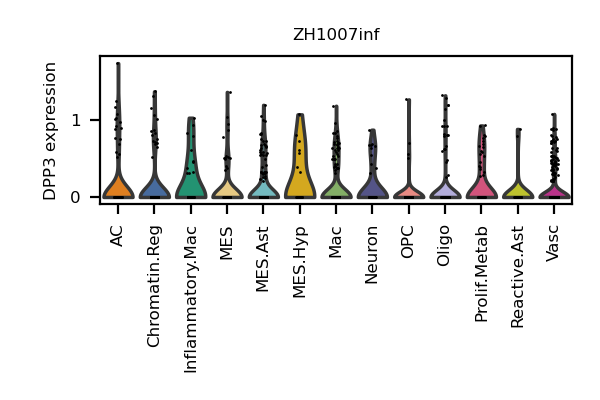 ZH1007inf
DPP3 expression
1
0
AC
Chromatin.Reg
Inflammatory.Mac
MES
MES.Ast
MES.Hyp
Mac
Neuron
OPC
Oligo
Prolif.Metab
Reactive.Ast
Vasc